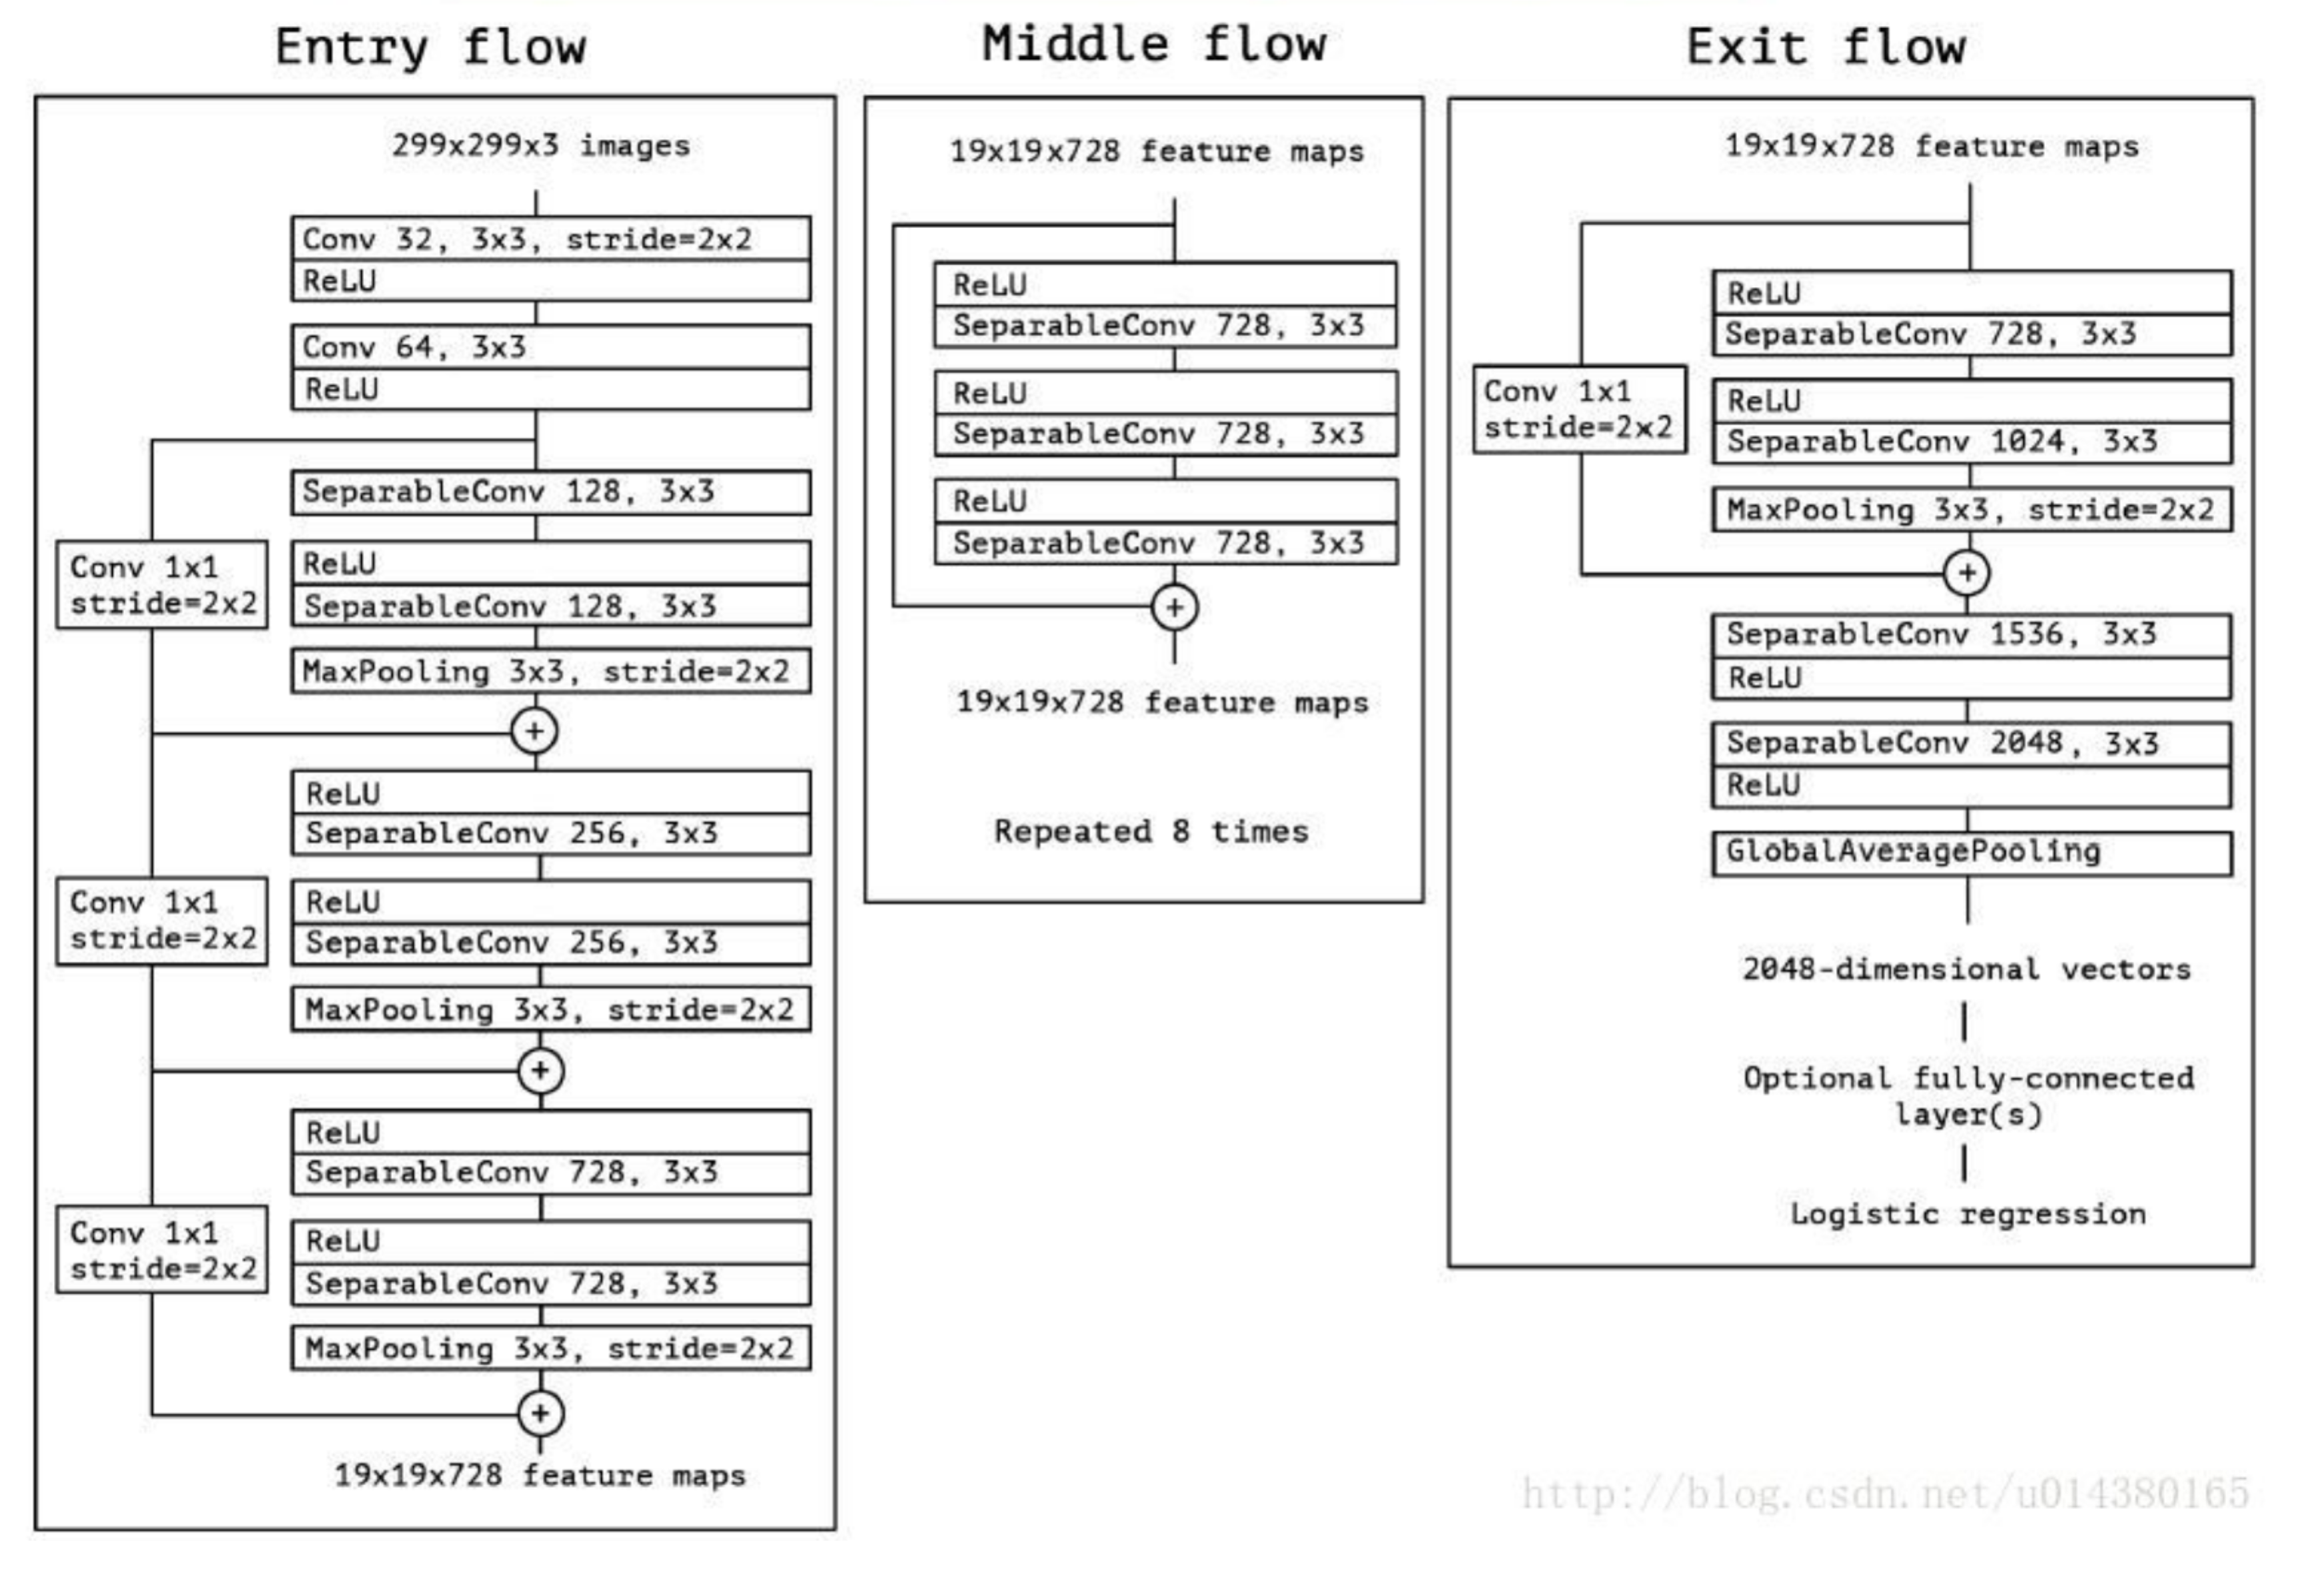 Entry flow
299x299x3 images
Conv 32, 3x3, stride=2x2
ReLU
Conv 64, 3x3
ReLU
SeparableConv 128, 3x3
Conv 1x1
stride=2x2
ReLU
SeparableConv 128, 3x3
MaxPooling 3x3, stride=2x2
+
ReLU
SeparableConv 256, 3x3
Conv 1x1
stride=2x2
ReLU
SeparableConv 256, 3x3
MaxPooling 3x3, stride=2x2
+
ReLU
SeparableConv 728, 3x3
Conv 1x1
stride=2x2
ReLU
SeparableConv 728, 3x3
MaxPooling 3x3, stride=2x2
+
19x19x728 feature maps
Middle flow
19x19x728 feature maps
ReLU
SeparableConv 728, 3x3
ReLU
SeparableConv 728, 3x3
ReLU
SeparableConv 728, 3x3
+
19x19x728 feature maps
Repeated 8 times
Exit flow
19x19x728 feature maps
ReLU
SeparableConv 728, 3x3
Conv 1x1
stride=2x2
ReLU
SeparableConv 1024, 3x3
MaxPooling 3x3, stride=2x2
+
SeparableConv 1536, 3x3
ReLU
SeparableConv 2048, 3x3
ReLU
GlobalAveragePooling
2048-dimensional vectors
Optional fully-connected
layer(s)
Logistic regression
http://blog.csdn.net/u014380165